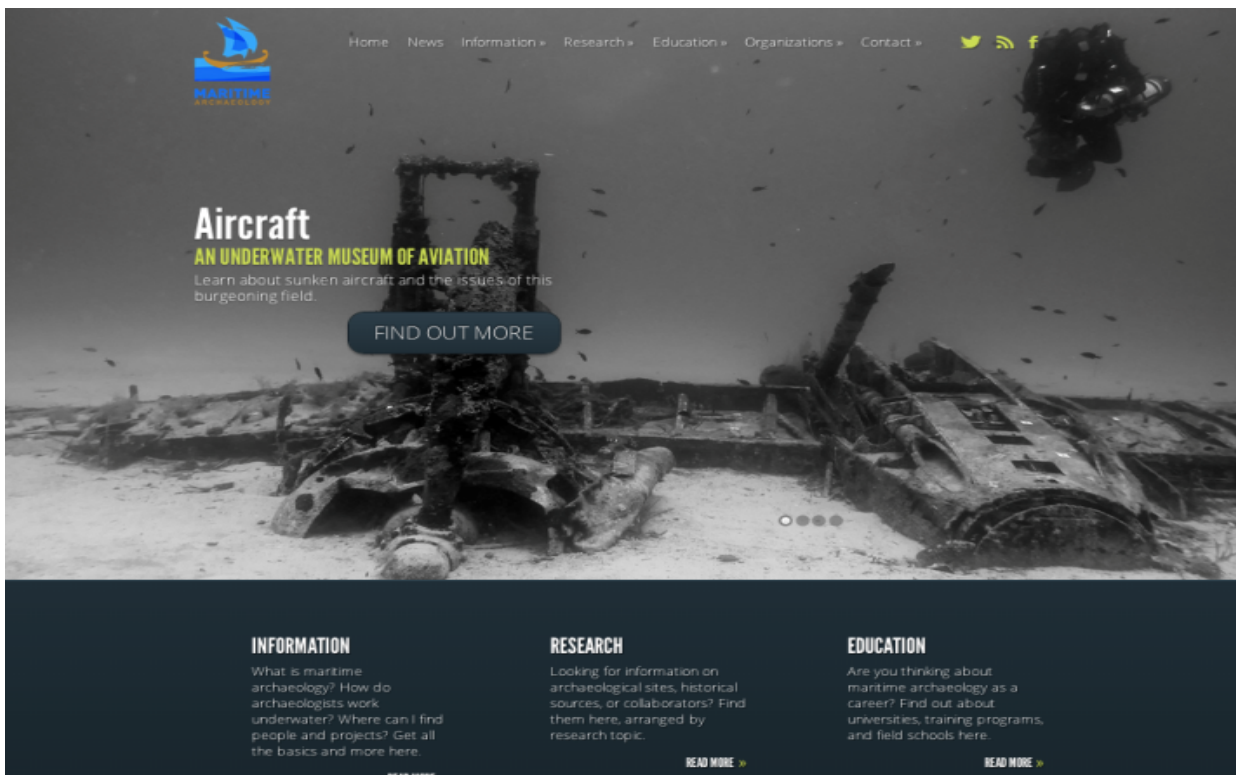 MARITIME
ARCHAEOLOGY
Home News Information » Research » Education » Organizations » Contact »
Aircraft
AN UNDERWATER MUSEUM OF AVIATION
Learn about sunken aircraft and the issues of this
burgeoning field.
FIND OUT MORE
INFORMATION
What is maritime
archaeology? How do
archaeologists work
underwater? Where can I find
people and projects? Get all
the basics and more here.
READ MORE
RESEARCH
Looking for information on
archaeological sites, historical
sources, or collaborators? Find
them here, arranged by
research topic.
READ MORE »
EDUCATION
Are you thinking about
maritime archaeology as a
career? Find out about
universities, training programs,
and field schools here.
READ MORE »